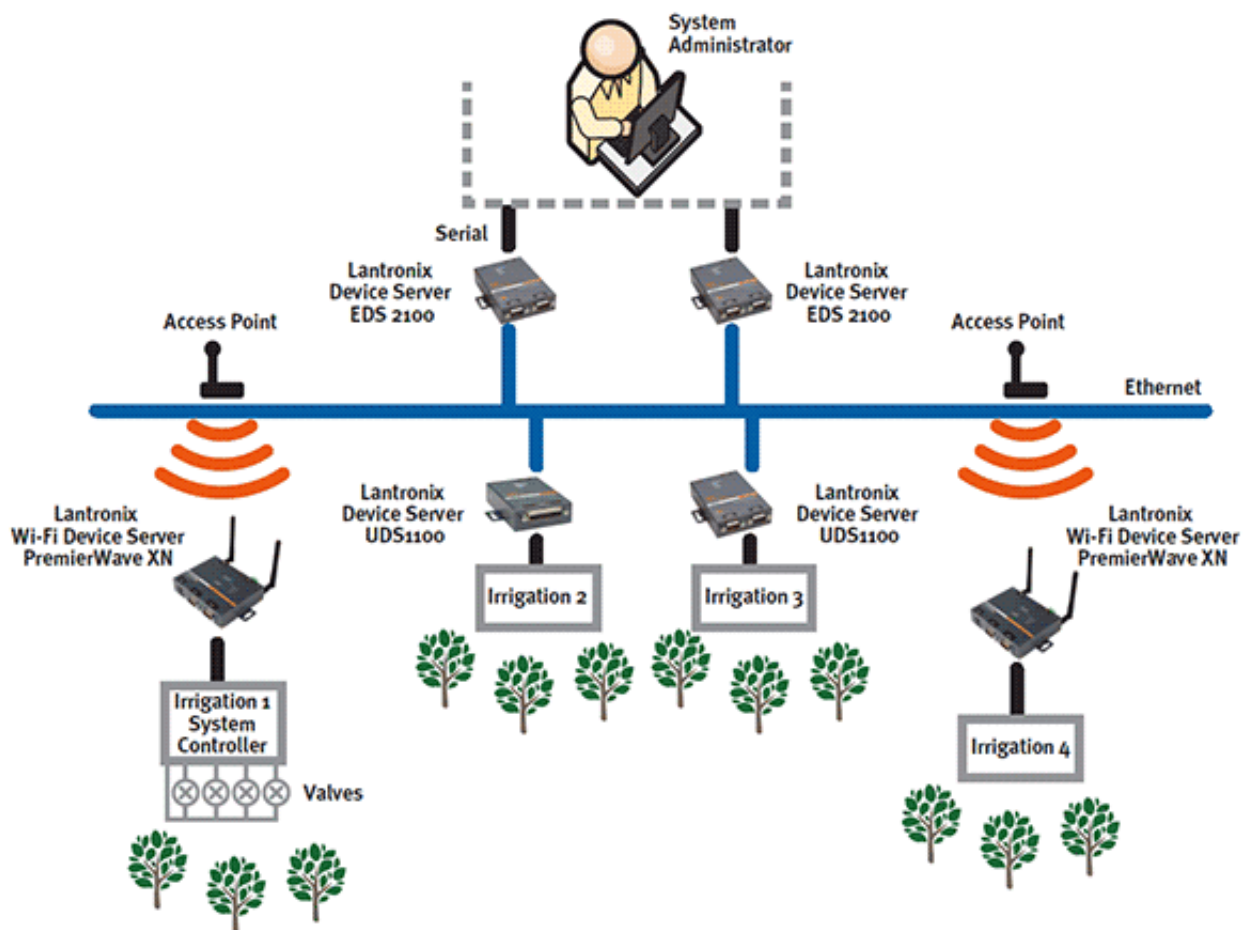 System
Administrator
Serial
Lantronix
Device Server
EDS 2100
Lantronix
Device Server
EDS 2100
Access Point
Access Point
Ethernet
Lantronix
Wi-Fi Device Server
PremierWave XN
Lantronix
Device Server
UDS1100
Lantronix
Device Server
UDS1100
Lantronix
Wi-Fi Device Server
PremierWave XN
Irrigation 2
Irrigation 3
Irrigation 1
System
Controller
Irrigation 4
Valves